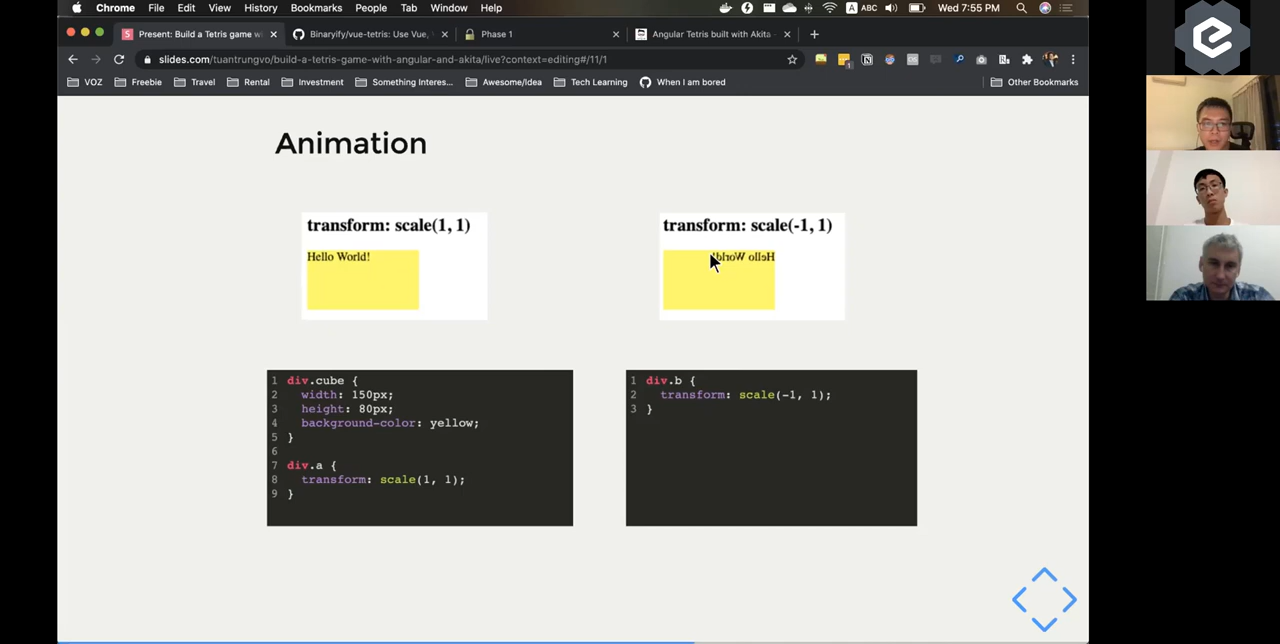 Chrome File Edit View History Bookmarks People Tab Window Help A ABC Wed 7:55 PM
Present: Build a Tetris game wi Binaryify/vue-tetris: Use Vue, Phase 1 Angular Tetris built with Akita -
slides.com/tuantrungvo/build-a-tetris-game-with-angular-and-akita/live?context=editing#/11/1
VOZ Freebie Travel Rental Investment Something Interes... Awesome/Idea Tech Learning When I am bored Other Bookmarks
Animation
transform: scale(1, 1)
Hello World!
transform: scale(-1, 1)
Hello World!
1 div.cube {
2 width: 150px;
3 height: 80px;
4 background-color: yellow;
5 }
6
7 div.a {
8 transform: scale(1, 1);
9 }
1 div.b {
2 transform: scale(-1, 1);
3 }